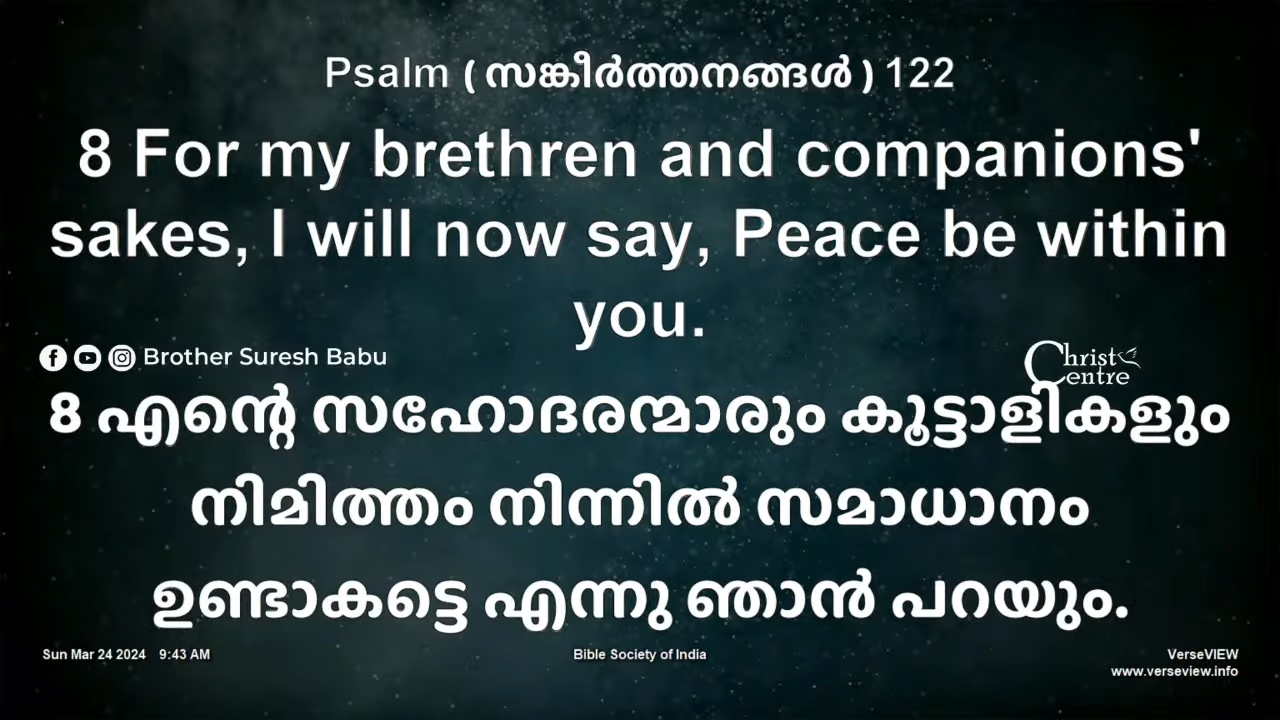 Psalm ( സങ്കീർത്തനങ്ങൾ ) 122
8 For my brethren and companions'
sakes, I will now say, Peace be within
you.
Brother Suresh Babu
Christ
Centre
8 എന്റെ സഹോദരന്മാരും കൂട്ടാളികളും
നിമിത്തം നിന്നിൽ സമാധാനം
ഉണ്ടാകട്ടെ എന്നു ഞാൻ പറയും.
Sun Mar 24 2024 9:43 AM
Bible Society of India
VerseVIEW
www.verseview.info